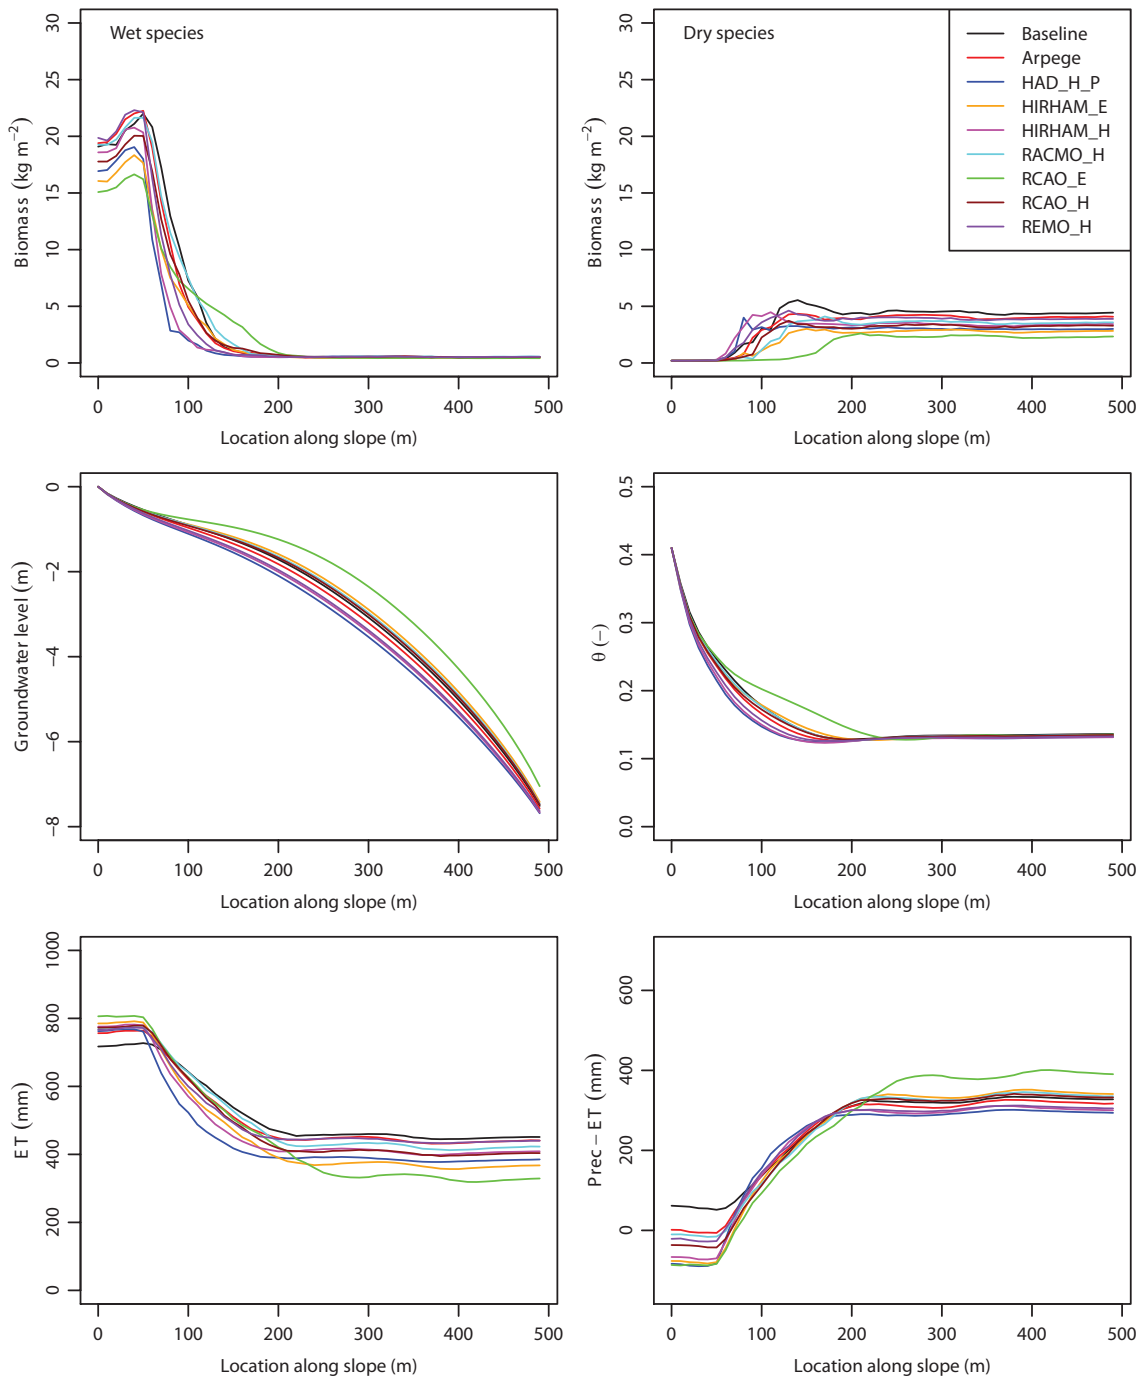 Wet species
Biomass (kg m⁻²)
0 5 10 15 20 25 30
0 100 200 300 400 500
Location along slope (m)
Dry species
Baseline
Arpege
HAD_H_P
HIRHAM_E
HIRHAM_H
RACMO_H
RCAO_E
RCAO_H
REMO_H
Biomass (kg m⁻²)
0 5 10 15 20 25 30
0 100 200 300 400 500
Location along slope (m)
Groundwater level (m)
−8 −6 −4 −2 0
0 100 200 300 400 500
Location along slope (m)
θ (−)
0.0 0.1 0.2 0.3 0.4 0.5
0 100 200 300 400 500
Location along slope (m)
ET (mm)
0 200 400 600 800 1000
0 100 200 300 400 500
Location along slope (m)
Prec − ET (mm)
0 200 400 600
0 100 200 300 400 500
Location along slope (m)